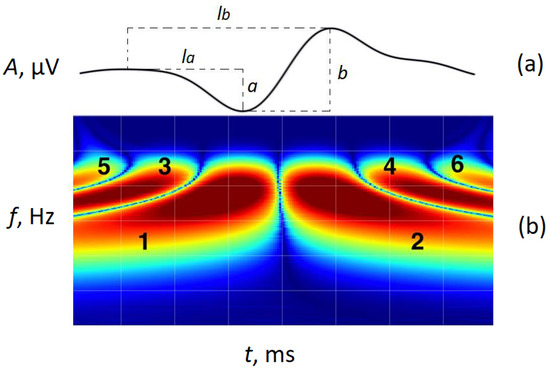 lb
la
A, μV
a
b
(a)
5 3 4 6
f, Hz
1 2
(b)
t, ms